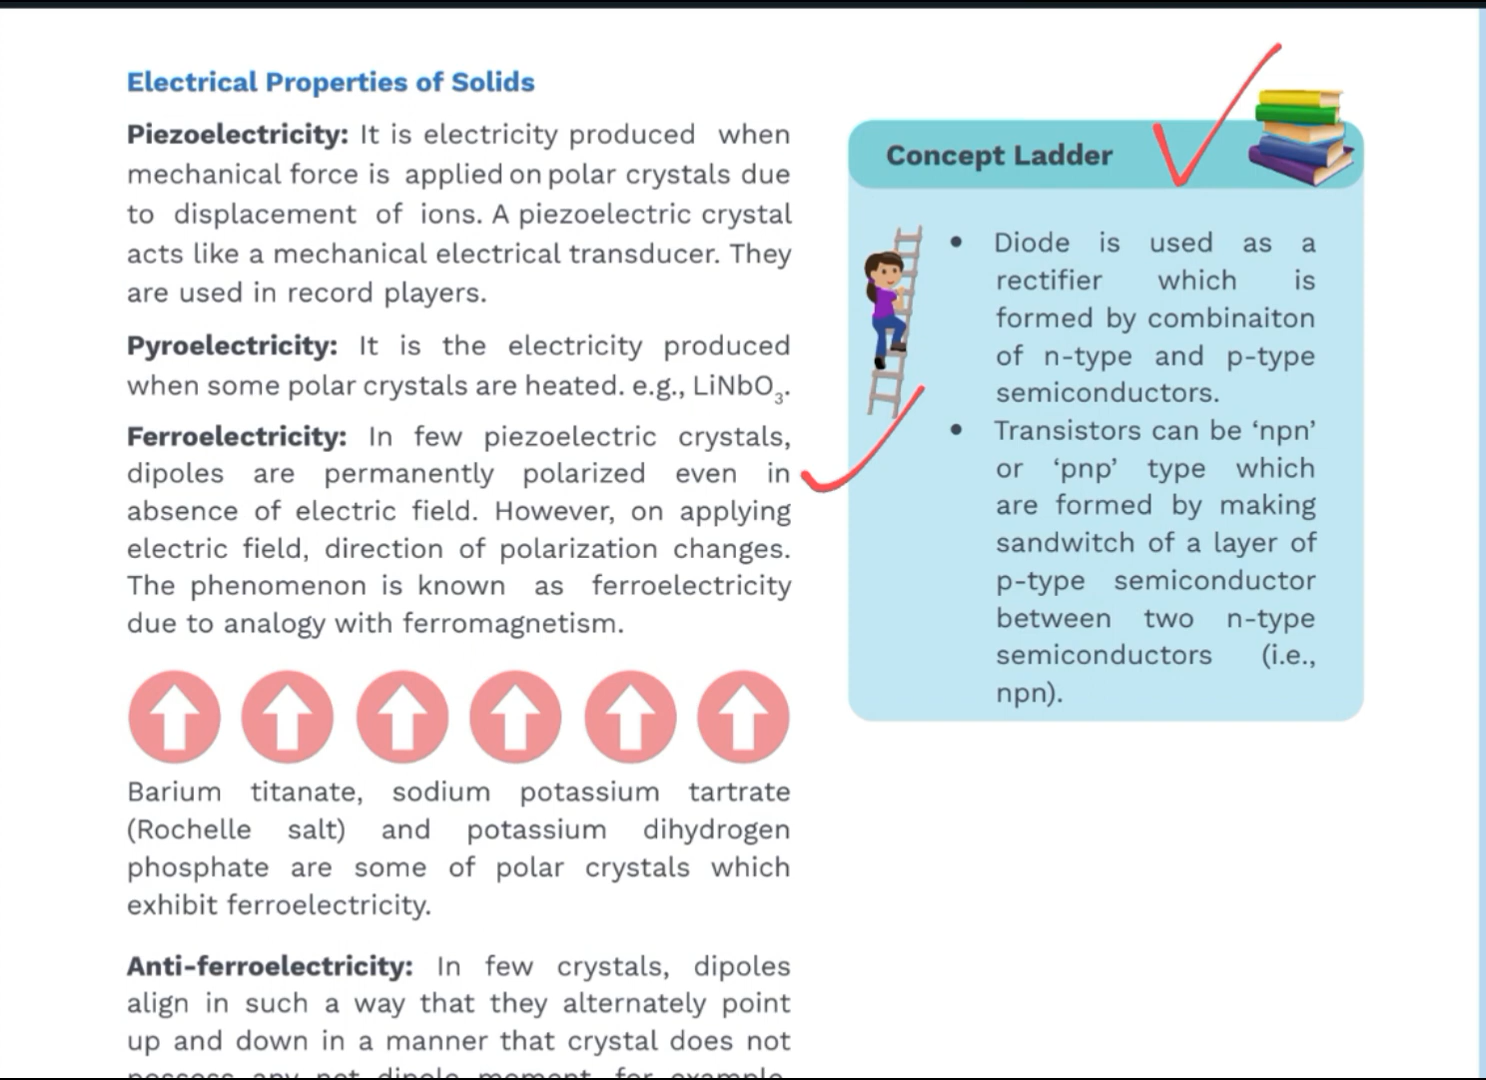 Electrical Properties of Solids
Piezoelectricity: It is electricity produced when
mechanical force is applied on polar crystals due
to displacement of ions. A piezoelectric crystal
acts like a mechanical electrical transducer. They
are used in record players.
Pyroelectricity: It is the electricity produced
when some polar crystals are heated. e.g., LiNbO₃.
Ferroelectricity: In few piezoelectric crystals,
dipoles are permanently polarized even in
absence of electric field. However, on applying
electric field, direction of polarization changes.
The phenomenon is known as ferroelectricity
due to analogy with ferromagnetism.
Barium titanate, sodium potassium tartrate
(Rochelle salt) and potassium dihydrogen
phosphate are some of polar crystals which
exhibit ferroelectricity.
Anti-ferroelectricity: In few crystals, dipoles
align in such a way that they alternately point
up and down in a manner that crystal does not
possess any net dipole moment, for example,
Concept Ladder
• Diode is used as a
rectifier which is
formed by combinaiton
of n-type and p-type
semiconductors.
• Transistors can be ‘npn’
or ‘pnp’ type which
are formed by making
sandwitch of a layer of
p-type semiconductor
between two n-type
semiconductors (i.e.,
npn).